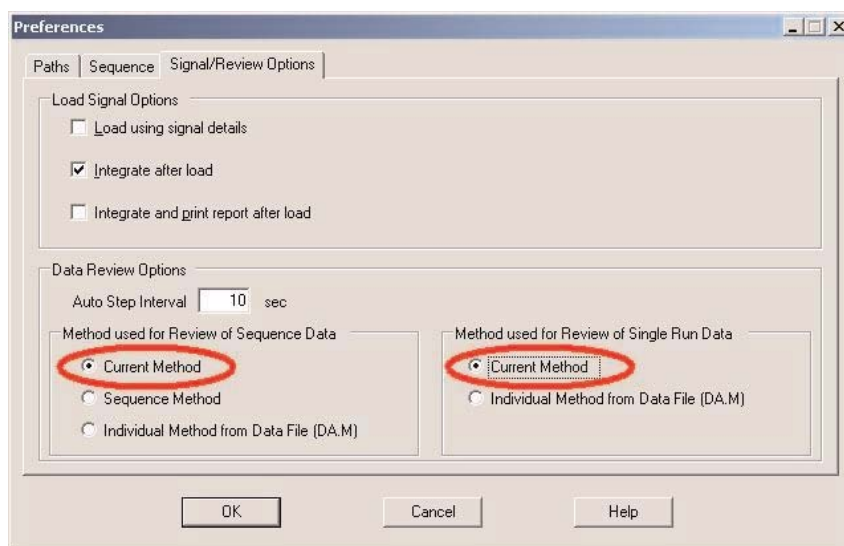 Preferences
Paths
Sequence
Signal/Review Options
Load Signal Options
Load using signal details
Integrate after load
Integrate and print report after load
Data Review Options
Auto Step Interval 10 sec
Method used for Review of Sequence Data
Current Method
Sequence Method
Individual Method from Data File (DA.M)
Method used for Review of Single Run Data
Current Method
Individual Method from Data File (DA.M)
OK
Cancel
Help